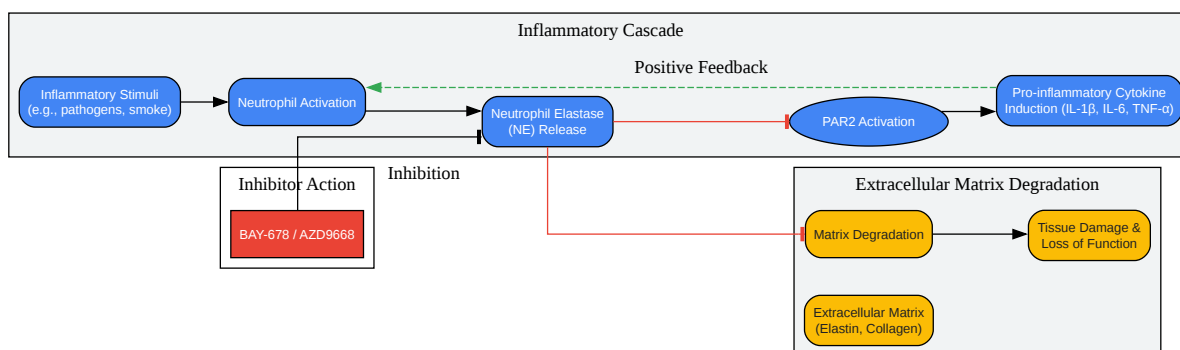 Inflammatory Cascade
Positive Feedback
Inflammatory Stimuli
(e.g., pathogens, smoke)
Neutrophil Activation
Neutrophil Elastase
(NE) Release
PAR2 Activation
Pro-inflammatory Cytokine
Induction (IL-1β, IL-6, TNF-α)
Inhibition
Inhibitor Action
BAY-678 / AZD9668
Extracellular Matrix Degradation
Matrix Degradation
Tissue Damage &
Loss of Function
Extracellular Matrix
(Elastin, Collagen)